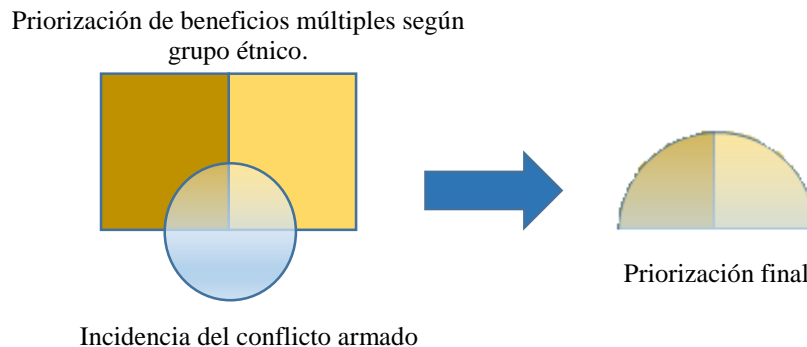 Priorización de beneficios múltiples según
grupo étnico.
Priorización final
Incidencia del conflicto armado